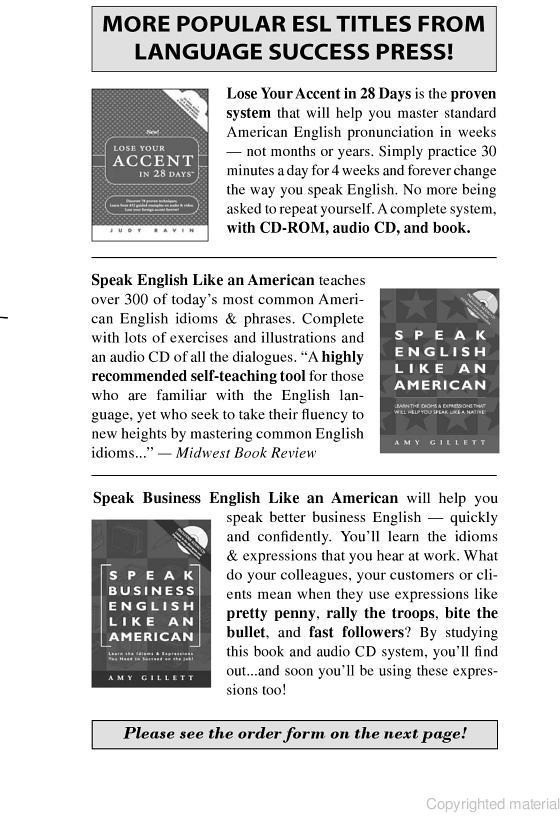 MORE POPULAR ESL TITLES FROM
LANGUAGE SUCCESS PRESS!
New!
LOSE YOUR
ACCENT
IN 28 DAYS™
JUDY RAVIN
Lose Your Accent in 28 Days is the proven
system that will help you master standard
American English pronunciation in weeks
— not months or years. Simply practice 30
minutes a day for 4 weeks and forever change
the way you speak English. No more being
asked to repeat yourself. A complete system,
with CD-ROM, audio CD, and book.
Speak English Like an American teaches
over 300 of today's most common Ameri-
can English idioms & phrases. Complete
with lots of exercises and illustrations and
an audio CD of all the dialogues. “A highly
recommended self-teaching tool for those
who are familiar with the English lan-
guage, yet who seek to take their fluency to
new heights by mastering common English
idioms...” — Midwest Book Review
SPEAK
ENGLISH
LIKE AN
AMERICAN
LEARN THE IDIOMS & EXPRESSIONS THAT
WILL HELP YOU SPEAK LIKE A NATIVE!
AMY GILLETT
Speak Business English Like an American will help you
speak better business English — quickly
and confidently. You'll learn the idioms
& expressions that you hear at work. What
do your colleagues, your customers or cli-
ents mean when they use expressions like
pretty penny, rally the troops, bite the
bullet, and fast followers? By studying
this book and audio CD system, you'll find
out...and soon you'll be using these expres-
sions too!
SPEAK
BUSINESS
ENGLISH
LIKE AN
AMERICAN
Learn the Idioms & Expressions
You Need to Succeed on the Job!
AMY GILLETT
Please see the order form on the next page!
Copyrighted material